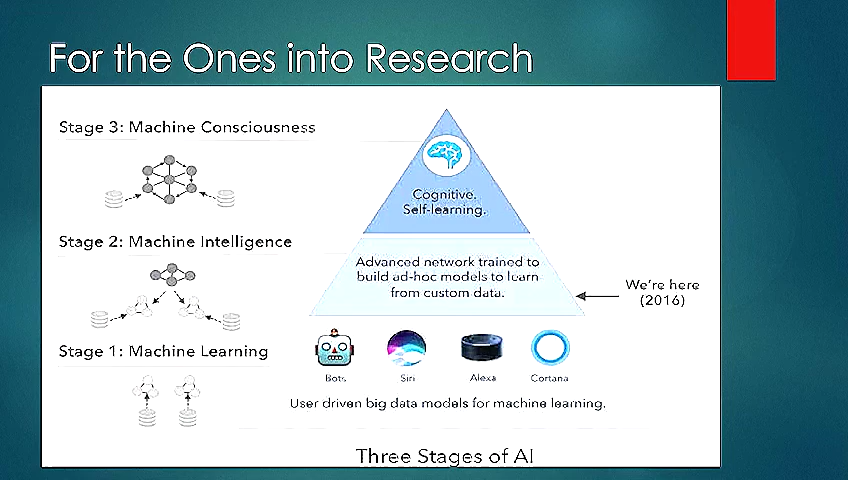 For the Ones into Research
Stage 3: Machine Consciousness
Cognitive.
Self-learning.
Stage 2: Machine Intelligence
Advanced network trained to
build ad-hoc models to learn
from custom data.
We're here
(2016)
Stage 1: Machine Learning
Bots
Siri
Alexa
Cortana
User driven big data models for machine learning.
Three Stages of AI